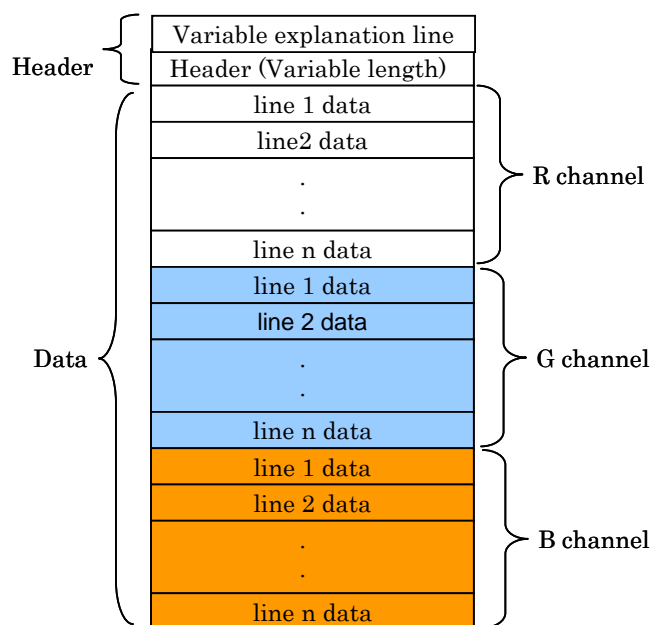 Variable explanation line
Header
Header (Variable length)
line 1 data
line2 data
.
.
R channel
line n data
line 1 data
line 2 data
Data
G channel
.
.
line n data
line 1 data
line 2 data
.
.
B channel
line n data